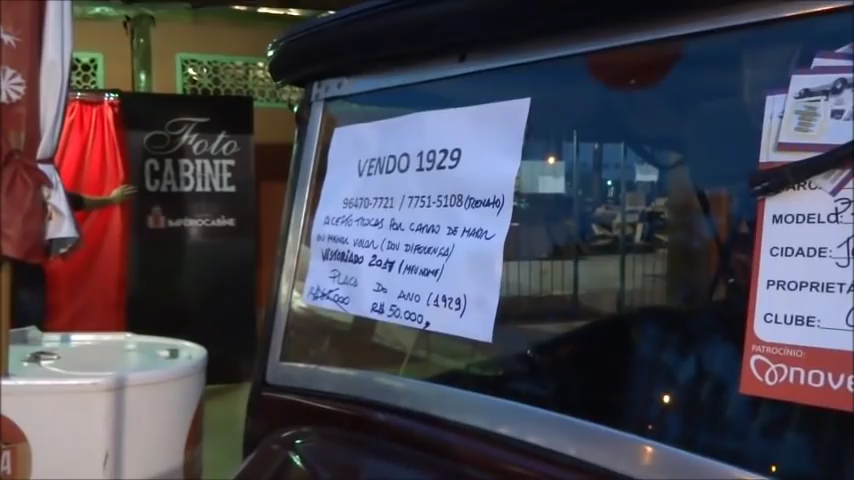 Foto
CABINE
VENDO 1929
96470-7721 / 7751-5108 (RENATO)
ACEITO TROCAS POR CARRO DE MAIOR
OU MENOR VALOR (DOU DIFERENÇA)
VISTORIADO 2017 (MEU NOME)
PLACA DO ANO (1929)
R$ 50.000,
MODELO:
CIDADE:
PROPRIETA
CLUBE:
PATROCÍNIO:
nove